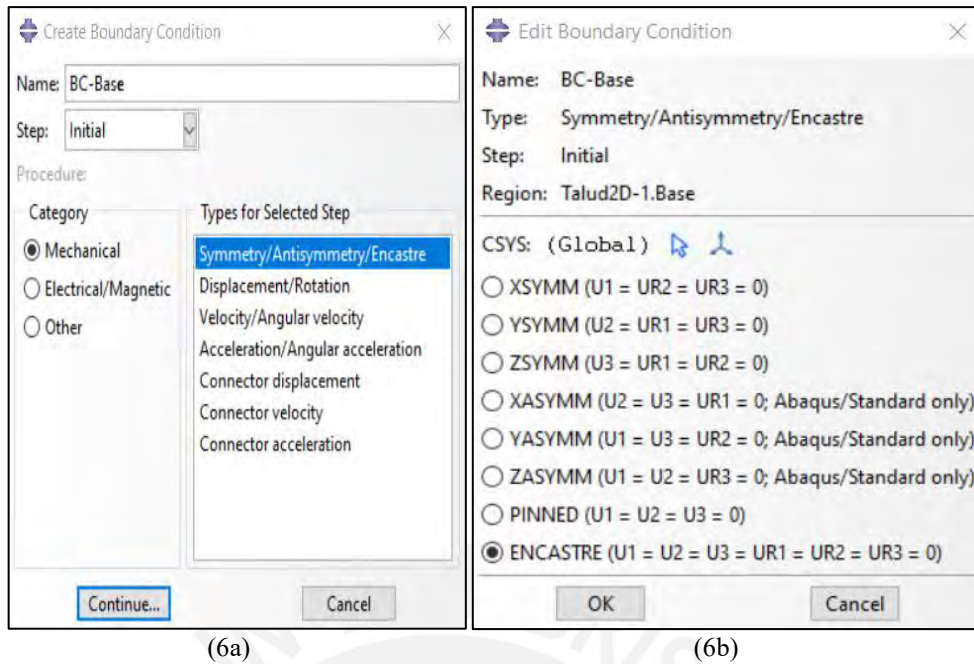 Create Boundary Condition
Name: BC-Base
Step: Initial
Procedure:
Category
Mechanical
Electrical/Magnetic
Other
Types for Selected Step
Symmetry/Antisymmetry/Encastre
Displacement/Rotation
Velocity/Angular velocity
Acceleration/Angular acceleration
Connector displacement
Connector velocity
Connector acceleration
Continue...
Cancel
(6a)
Edit Boundary Condition
Name: BC-Base
Type: Symmetry/Antisymmetry/Encastre
Step: Initial
Region: Talud2D-1.Base
CSYS: (Global)
XSYMM (U1 = UR2 = UR3 = 0)
YSYMM (U2 = UR1 = UR3 = 0)
ZSYMM (U3 = UR1 = UR2 = 0)
XASYMM (U2 = U3 = UR1 = 0; Abaqus/Standard only)
YASYMM (U1 = U3 = UR2 = 0; Abaqus/Standard only)
ZASYMM (U1 = U2 = UR3 = 0; Abaqus/Standard only)
PINNED (U1 = U2 = U3 = 0)
ENCASTRE (U1 = U2 = U3 = UR1 = UR2 = UR3 = 0)
OK
Cancel
(6b)